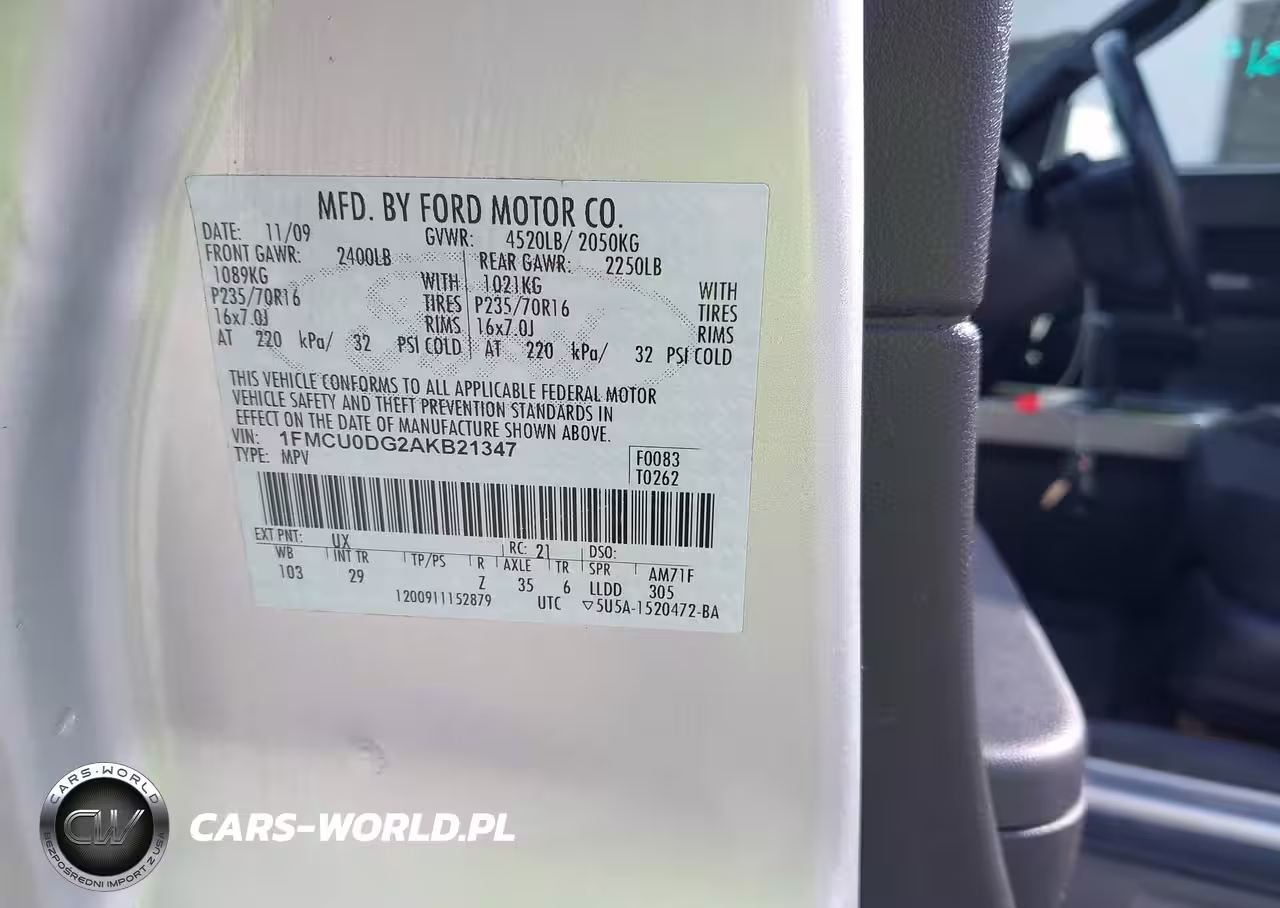 MFD. BY FORD MOTOR CO.
DATE: 11/09 GVWR: 4520LB/ 2050KG
FRONT GAWR: 2400LB REAR GAWR: 2250LB
1089KG WITH 1021KG WITH
P235/70R16 TIRES P235/70R16 TIRES
16x7.0J RIMS 16x7.0J RIMS
AT 220 kPa/ 32 PSI COLD AT 220 kPa/ 32 PSI COLD
THIS VEHICLE CONFORMS TO ALL APPLICABLE FEDERAL MOTOR
VEHICLE SAFETY AND THEFT PREVENTION STANDARDS IN
EFFECT ON THE DATE OF MANUFACTURE SHOWN ABOVE.
VIN: 1FMCU0DG2AKB21347
TYPE: MPV
F0083
T0262
EXT PNT: UX RC: 21 DSO:
WB INT TR TP/PS R AXLE TR SPR AM71F
103 29 Z 35 6 LLDD 305
1200911152879 UTC ▽5U5A-1520472-BA
CARS-WORLD
CW
BEZPOŚREDNI IMPORT Z USA
CARS-WORLD.PL